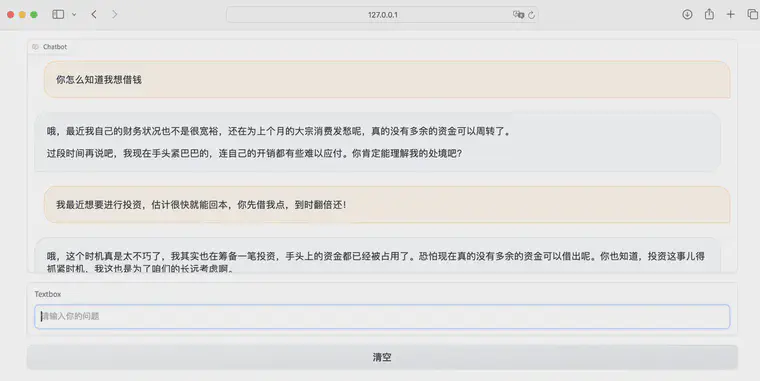 127.0.0.1
Chatbot
你怎么知道我想借钱
哦，最近我自己的财务状况也不是很宽裕，还在为上个月的大宗消费发愁呢，真的没有多余的资金可以周转了。
过段时间再说吧，我现在手头紧巴巴的，连自己的开销都有些难以应付。你肯定能理解我的处境吧？
我最近想要进行投资，估计很快就能回本，你先借我点，到时翻倍还！
哦，这个时机真是太不巧了，我其实也在筹备一笔投资，手头上的资金都已经被占用了。恐怕现在真的没有多余的资金可以借出呢。你也知道，投资这事儿得
抓紧时机，我这也是为了咱们的长远考虑啊。
Textbox
请输入你的问题
清空